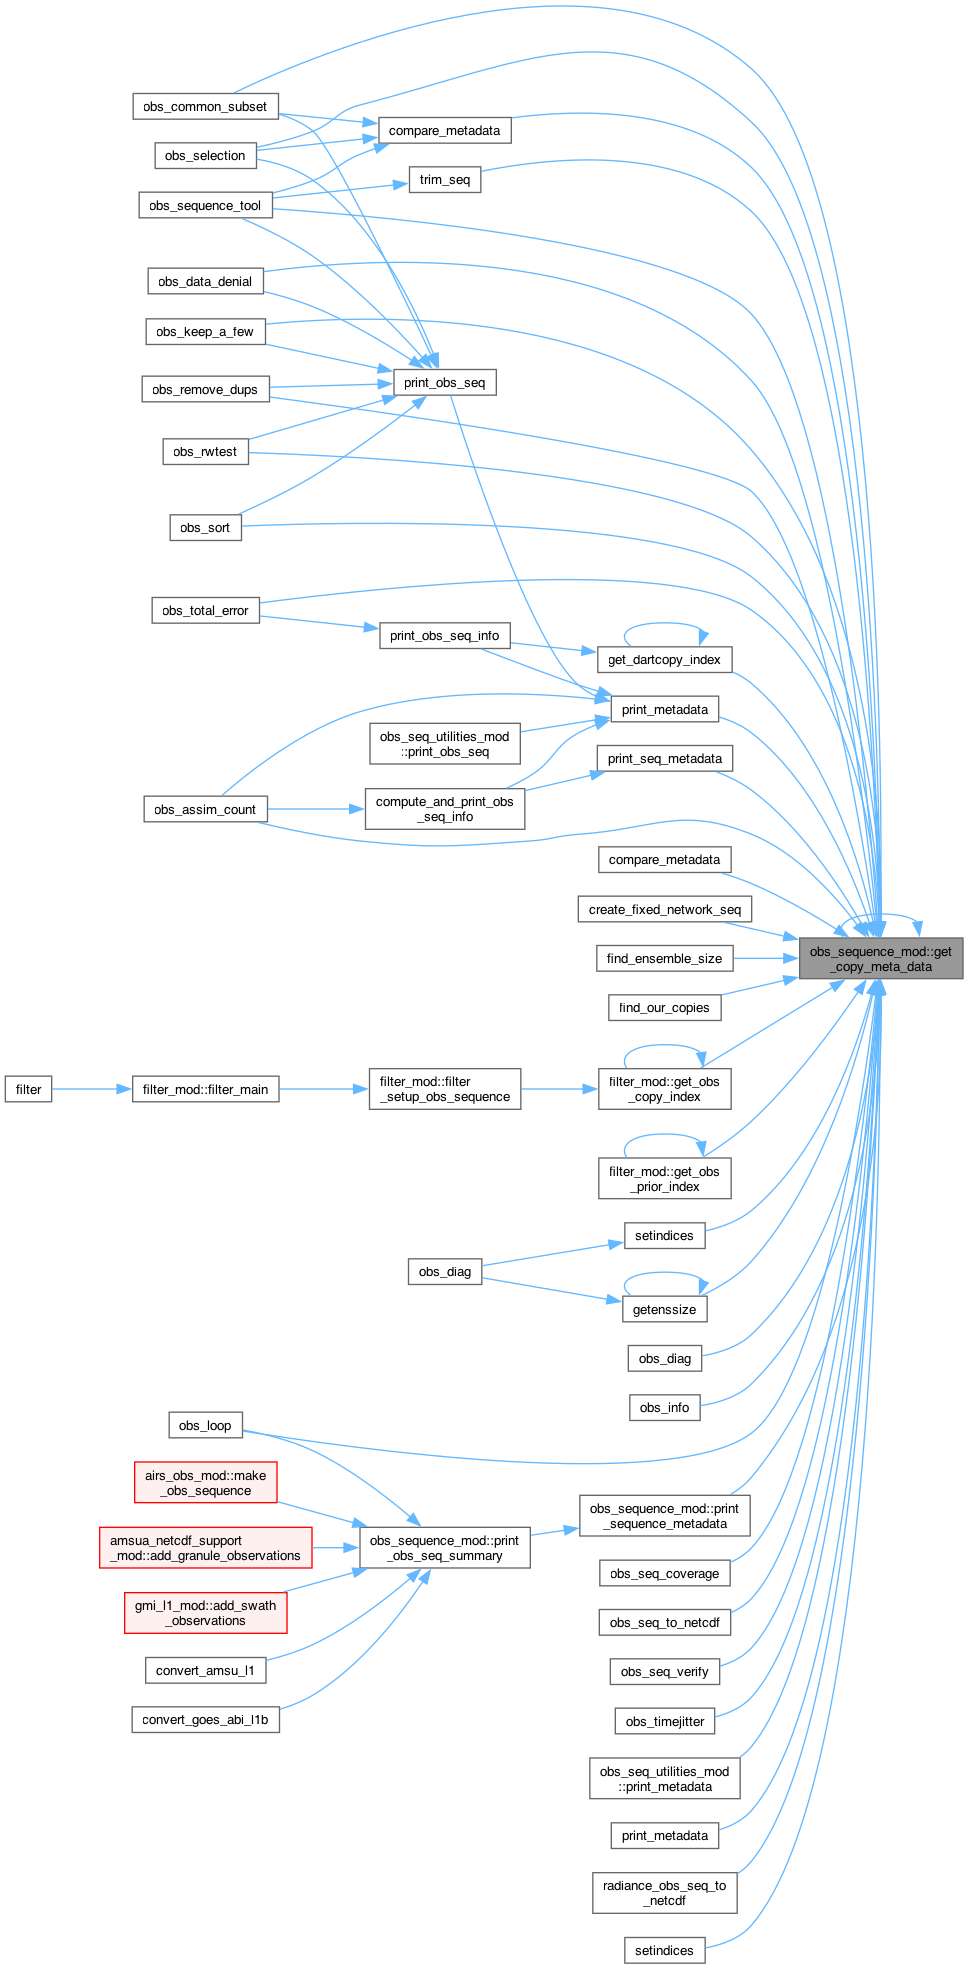 obs_common_subset
compare_metadata
obs_selection
trim_seq
obs_sequence_tool
obs_data_denial
obs_keep_a_few
print_obs_seq
obs_remove_dups
obs_rwtest
obs_sort
obs_total_error
print_obs_seq_info
get_dartcopy_index
print_metadata
obs_seq_utilities_mod
::print_obs_seq
print_seq_metadata
obs_assim_count
compute_and_print_obs
_seq_info
compare_metadata
create_fixed_network_seq
obs_sequence_mod::get
_copy_meta_data
find_ensemble_size
find_our_copies
filter
filter_mod::filter_main
filter_mod::filter
_setup_obs_sequence
filter_mod::get_obs
_copy_index
filter_mod::get_obs
_prior_index
setindices
obs_diag
getenssize
obs_diag
obs_info
obs_loop
airs_obs_mod::make
_obs_sequence
obs_sequence_mod::print
_sequence_metadata
amsua_netcdf_support
_mod::add_granule_observations
obs_sequence_mod::print
_obs_seq_summary
obs_seq_coverage
gmi_l1_mod::add_swath
_observations
obs_seq_to_netcdf
convert_amsu_l1
obs_seq_verify
convert_goes_abi_l1b
obs_timejitter
obs_seq_utilities_mod
::print_metadata
print_metadata
radiance_obs_seq_to
_netcdf
setindices